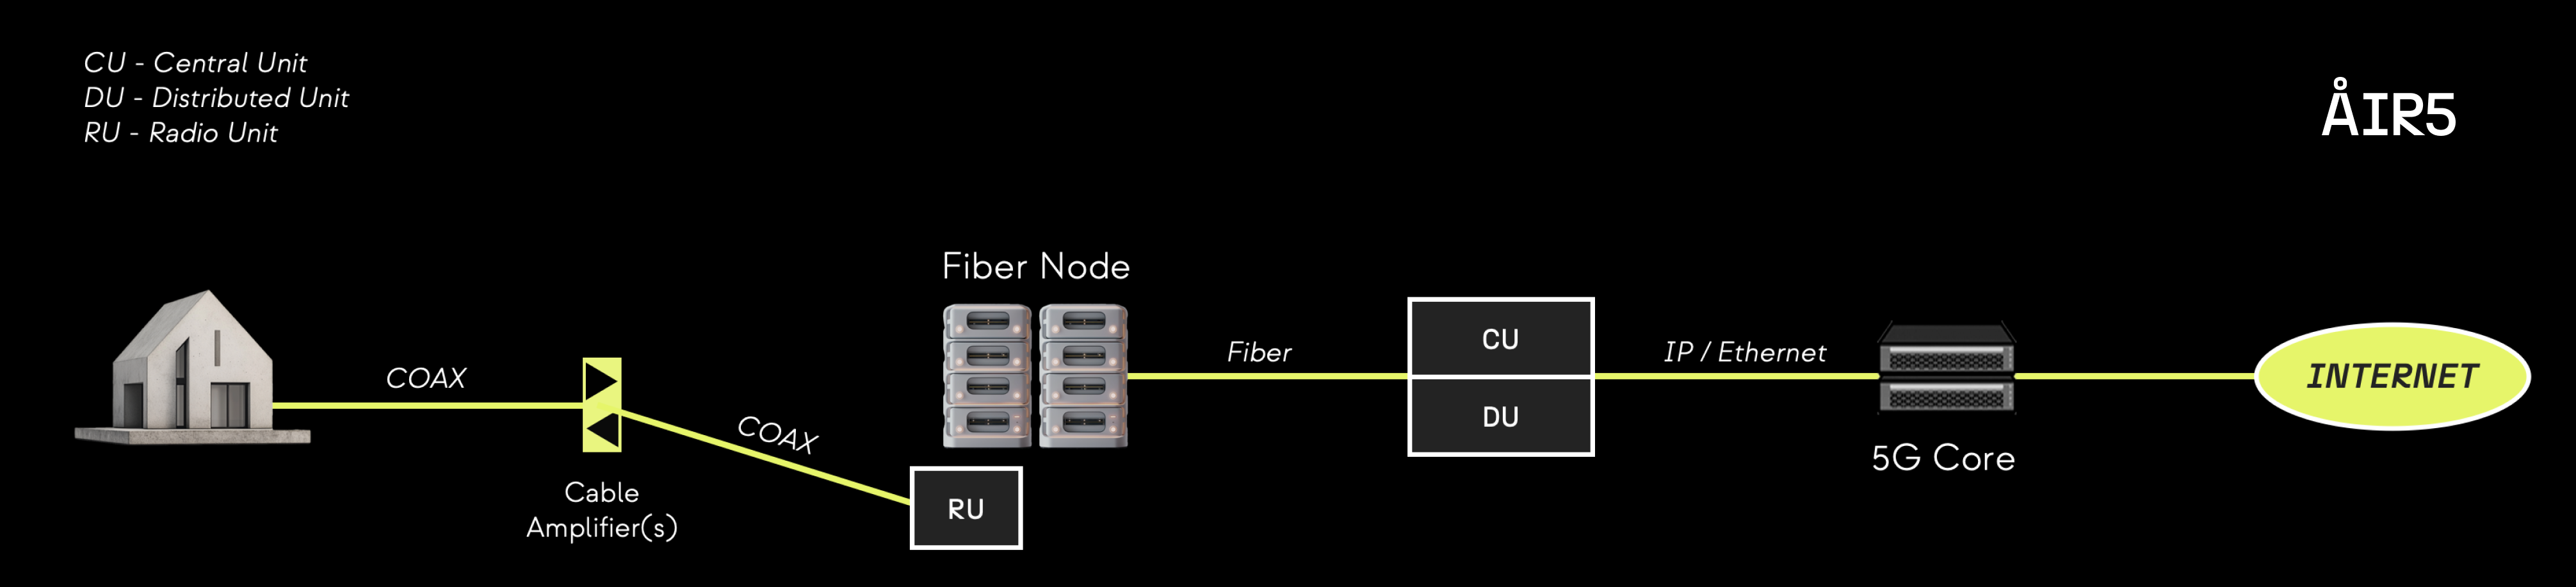 CU - Central Unit
DU - Distributed Unit
RU - Radio Unit
ÅIR5
Fiber Node
COAX
COAX
Cable
Amplifier(s)
RU
Fiber
CU
DU
IP / Ethernet
5G Core
INTERNET